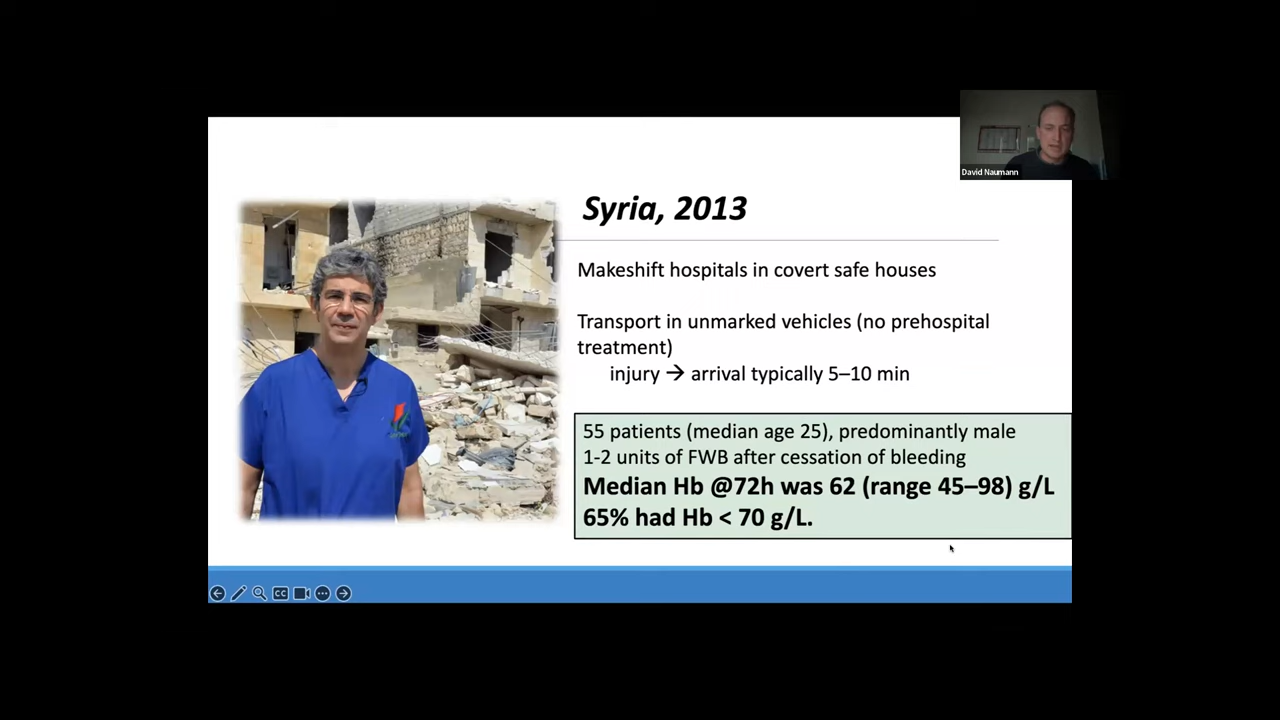 David Naumann
Syria, 2013
Makeshift hospitals in covert safe houses
Transport in unmarked vehicles (no prehospital
treatment)
injury → arrival typically 5–10 min
55 patients (median age 25), predominantly male
1-2 units of FWB after cessation of bleeding
Median Hb @72h was 62 (range 45–98) g/L
65% had Hb < 70 g/L.
CC